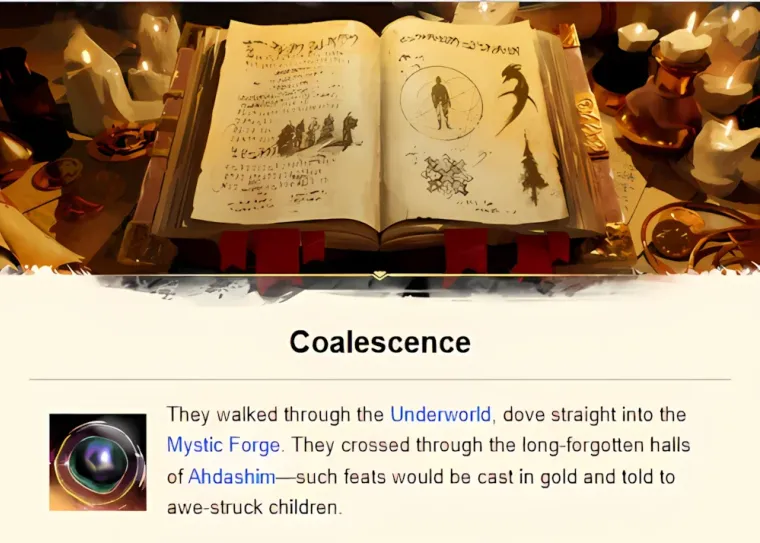 Coalescence
They walked through the Underworld, dove straight into the
Mystic Forge. They crossed through the long-forgotten halls
of Ahdashim—such feats would be cast in gold and told to
awe-struck children.